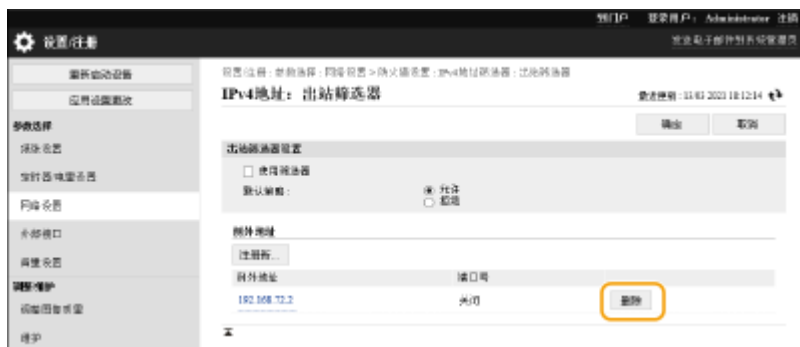 到门户 登录用户: Administrator 注销
设置/注册
发送电子邮件到系统管理员
重新启动设备
应用设置更改
参数选择
纸张设置
定时器/电量设置
网络设置
外部接口
音量设置
调整/维护
调整图像质量
维护
设置/注册: 参数选择: 网络设置 > 防火墙设置: IPv4地址筛选器: 出站筛选器
IPv4地址: 出站筛选器
最近更新: 13/03 2021 18:12:14
确定 取消
出站筛选器设置
使用筛选器
默认策略:
允许
拒绝
例外地址
注册新...
例外地址 端口号
192.168.72.2 关闭 删除